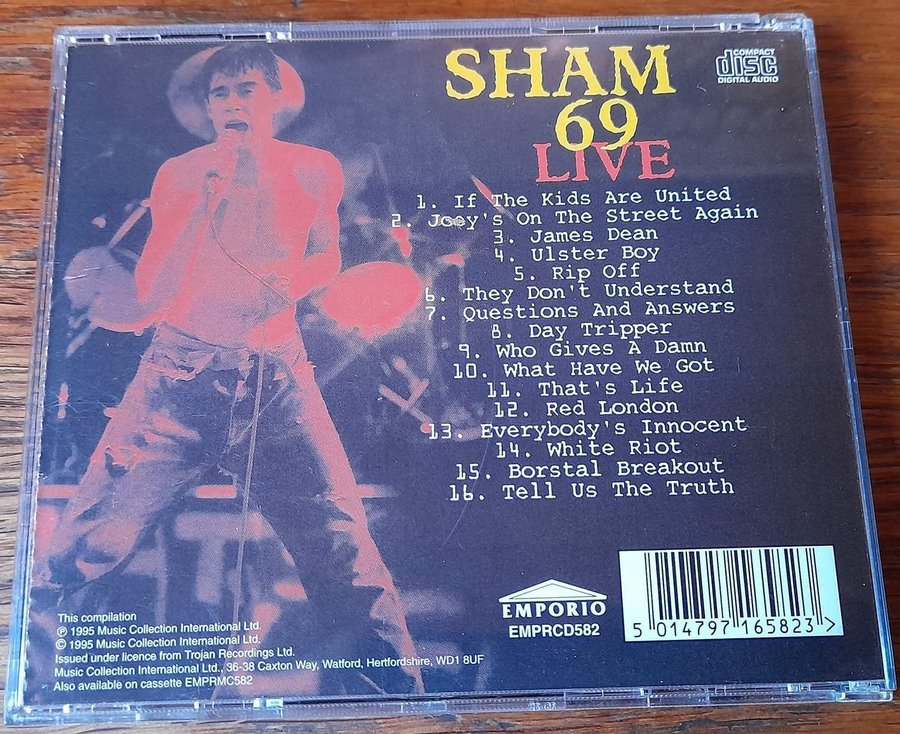 SHAM
69
LIVE
COMPACT
disc
DIGITAL AUDIO
1. If The Kids Are United
2. Joey's On The Street Again
3. James Dean
4. Ulster Boy
5. Rip Off
6. They Don't Understand
7. Questions And Answers
8. Day Tripper
9. Who Gives A Damn
10. What Have We Got
11. That's Life
12. Red London
13. Everybody's Innocent
14. White Riot
15. Borstal Breakout
16. Tell Us The Truth
This compilation
℗ 1995 Music Collection International Ltd.
© 1995 Music Collection International Ltd.
Issued under licence from Trojan Recordings Ltd.
Music Collection International Ltd., 36-38 Caxton Way, Watford, Hertfordshire, WD1 8UF
Also available on cassette EMPRMC582
EMPORIO
EMPRCD582
5 014797 165823 >